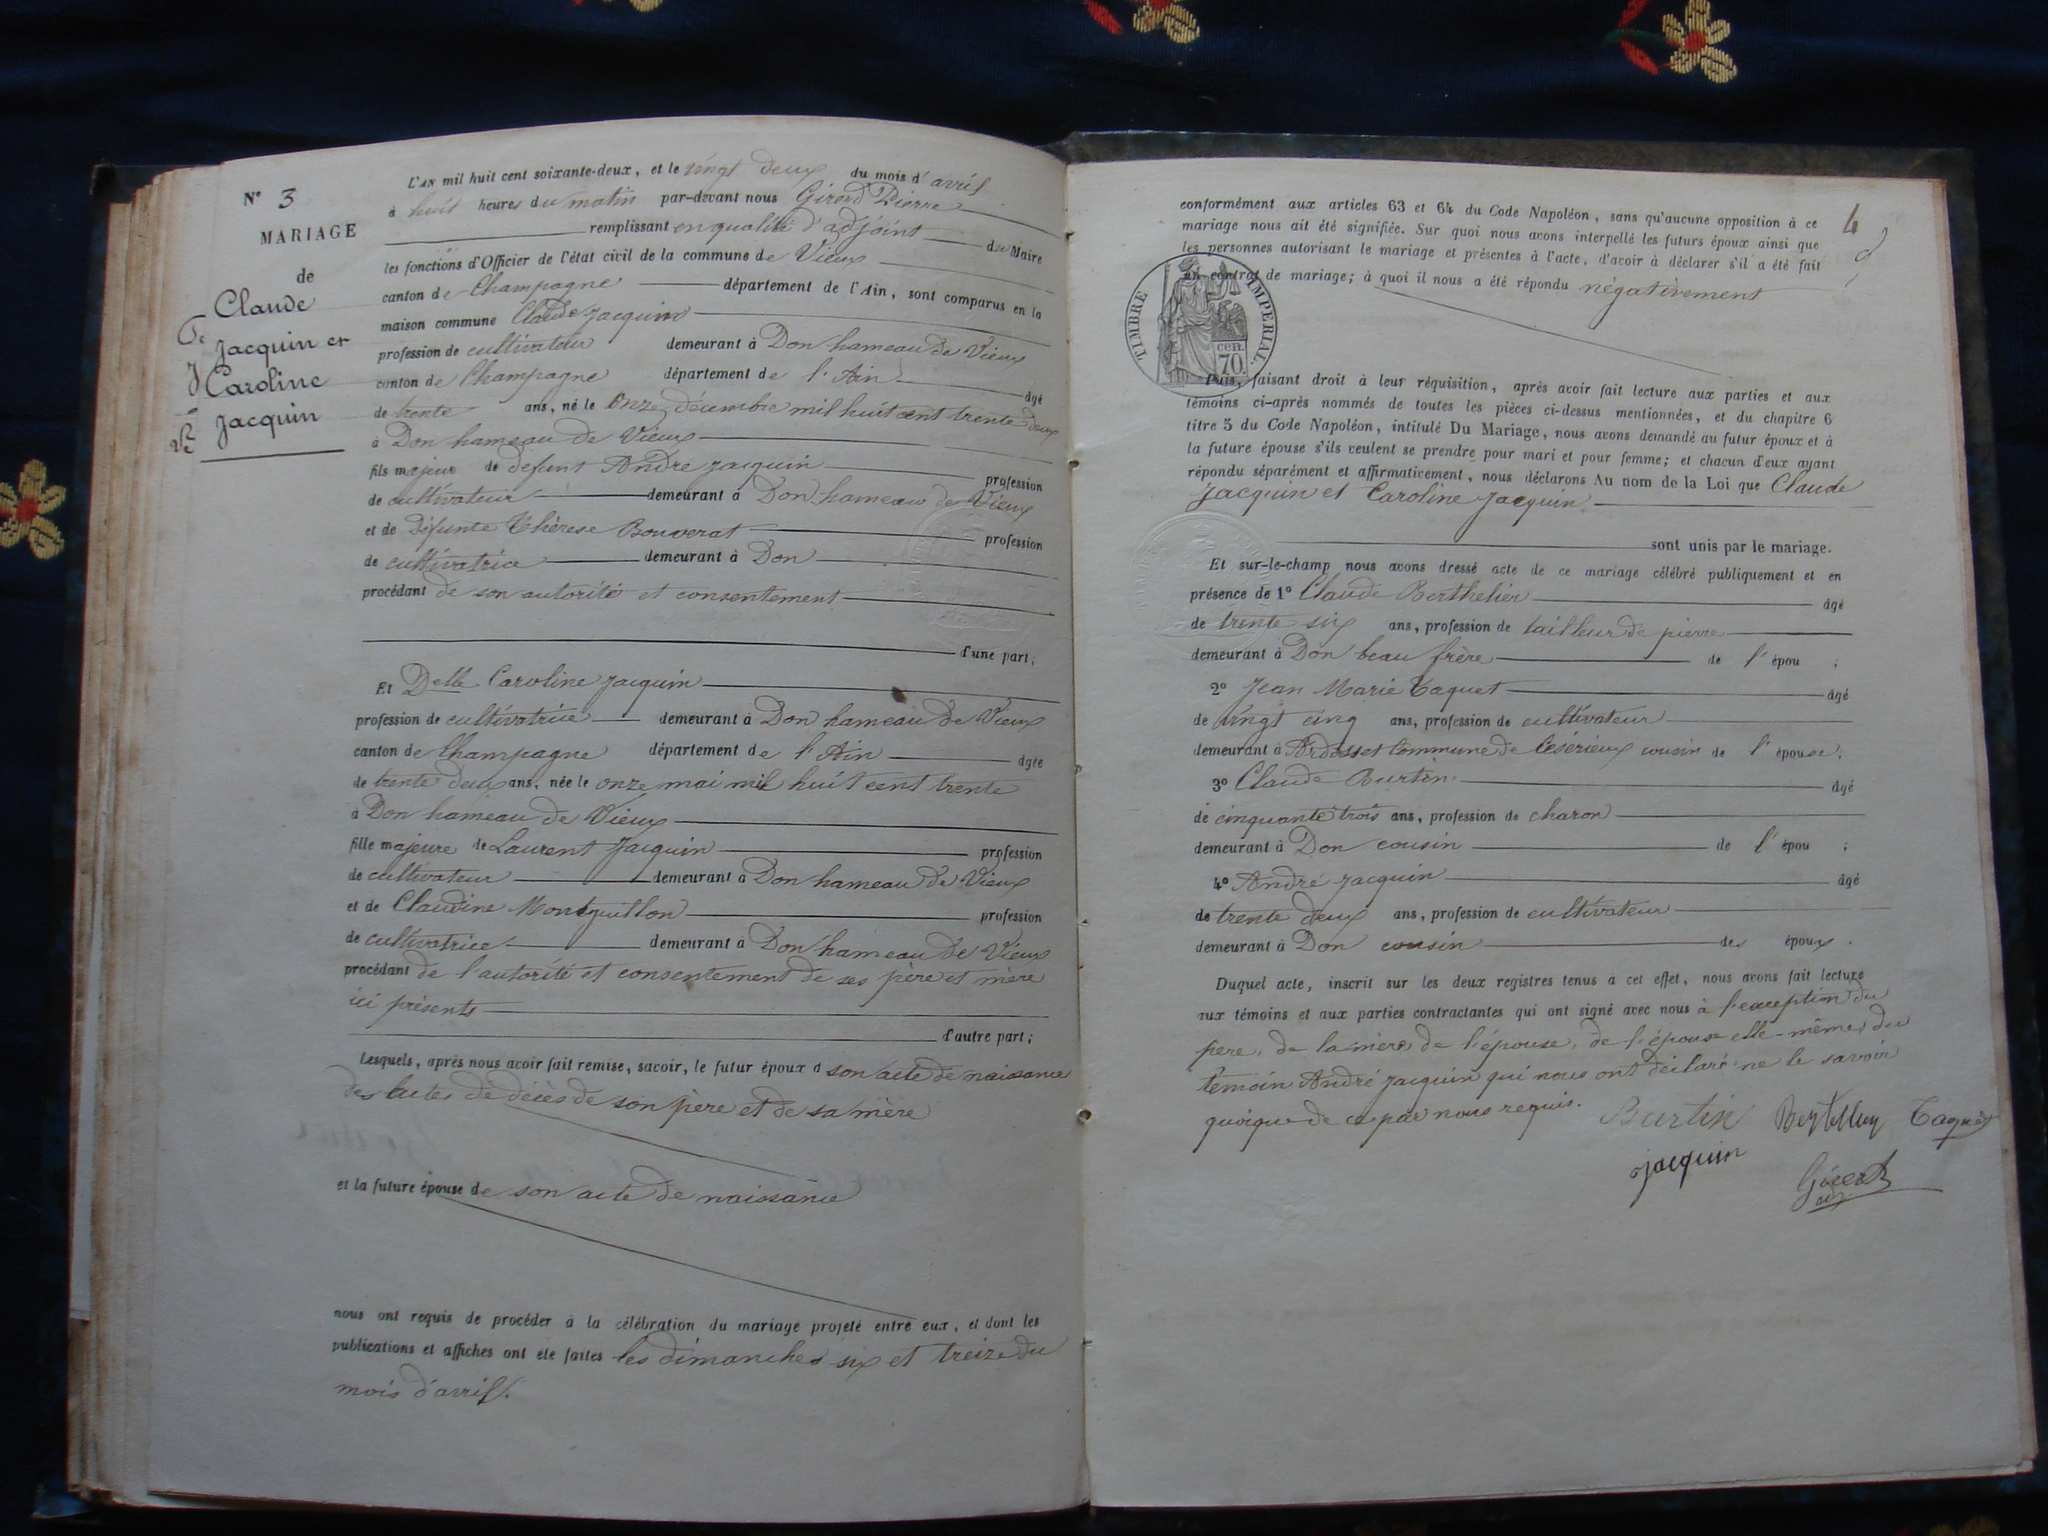 N° 3
MARIAGE
de
Claude
Jacquin et
Caroline
Jacquin
L'AN mil huit cent soixante-deux, et le vingt deux du mois d'avril
à huit heures du matin par-devant nous Girord Pierre
remplissant en qualité d'adjoint du Maire
les fonctions d'Officier de l'état civil de la commune de Vieux
canton de Champagne département de l'Ain, sont comparus en la
maison commune Claude Jacquin
profession de cultivateur demeurant à Don hameau de Vieux
canton de Champagne département de l'Ain âgé
de trente ans, né le onze décembre mil huit cent trente deux
à Don hameau de Vieux
fils majeur de défunt André Jacquin profession
de cultivateur demeurant à Don hameau de Vieux
et de Défunte Thérese Bouverat profession
de cultivatrice demeurant à Don
procédant de son autorité et consentement
d'une part;
Et Delle Caroline Jacquin
profession de cultivatrice demeurant à Don hameau de Vieux
canton de Champagne département de l'Ain âgée
de trente deux ans, née le onze mai mil huit cent trente
à Don hameau de Vieux
fille majeure de Laurent Jacquin profession
de cultivateur demeurant à Don hameau de Vieux
et de Claudine Montguillon profession
de cultivatrice demeurant à Don hameau de Vieux
procédant de l'autorité et consentement de ses père et mère
ici présents
d'autre part;
Lesquels, après nous avoir fait remise, savoir, le futur époux d son acte de naissance
des actes de décès de son père et de sa mère
et la future épouse de son acte de naissance
nous ont requis de procéder à la célébration du mariage projeté entre eux, et dont les
publications et affiches ont été faites les dimanches six et treize du
mois d'avril.
4
conformément aux articles 63 et 64 du Code Napoléon, sans qu'aucune opposition à ce
mariage nous ait été signifiée. Sur quoi nous avons interpellé les futurs époux ainsi que
les personnes autorisant le mariage et présentes à l'acte, d'avoir à déclarer s'il a été fait
un contrat de mariage; à quoi il nous a été répondu négativement
TIMBRE IMPÉRIAL.
70 cen.
Puis, faisant droit à leur réquisition, après avoir fait lecture aux parties et aux
témoins ci-après nommés de toutes les pièces ci-dessus mentionnées, et du chapitre 6
titre 5 du Code Napoléon, intitulé Du Mariage, nous avons demandé au futur époux et à
la future épouse s'ils veulent se prendre pour mari et pour femme; et chacun d'eux ayant
répondu séparément et affirmativement, nous déclarons Au nom de la Loi que Claude
Jacquin et Caroline Jacquin
sont unis par le mariage.
Et sur-le-champ nous avons dressé acte de ce mariage célébré publiquement et en
présence de 1° Claude Berthelier âgé
de trente six ans, profession de tailleur de pierre
demeurant à Don beau frère de l'épou ;
2° Jean Marie Taquet âgé
de vingt cinq ans, profession de cultivateur
demeurant à Ardosset commune de Cesérieux cousin de l'épouse;
3° Claude Burtin âgé
de cinquante trois ans, profession de charon
demeurant à Don cousin de l'épou ;
4° André Jacquin âgé
de trente deux ans, profession de cultivateur
demeurant à Don cousin des époux.
Duquel acte, inscrit sur les deux registres tenus à cet effet, nous avons fait lecture
aux témoins et aux parties contractantes qui ont signé avec nous à l'exception du
pere, de la mère de l'épouse, de l'épouse elle-même, du
témoin André Jacquin qui nous ont déclaré ne le savoir
quoique de ce par nous requis. Burtin Taquet
Jacquin